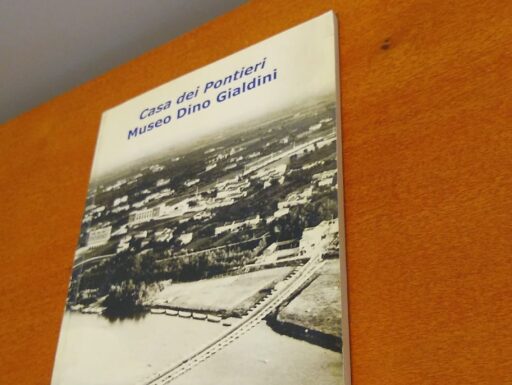 Casa dei Pontieri
Museo Dino Gialdini